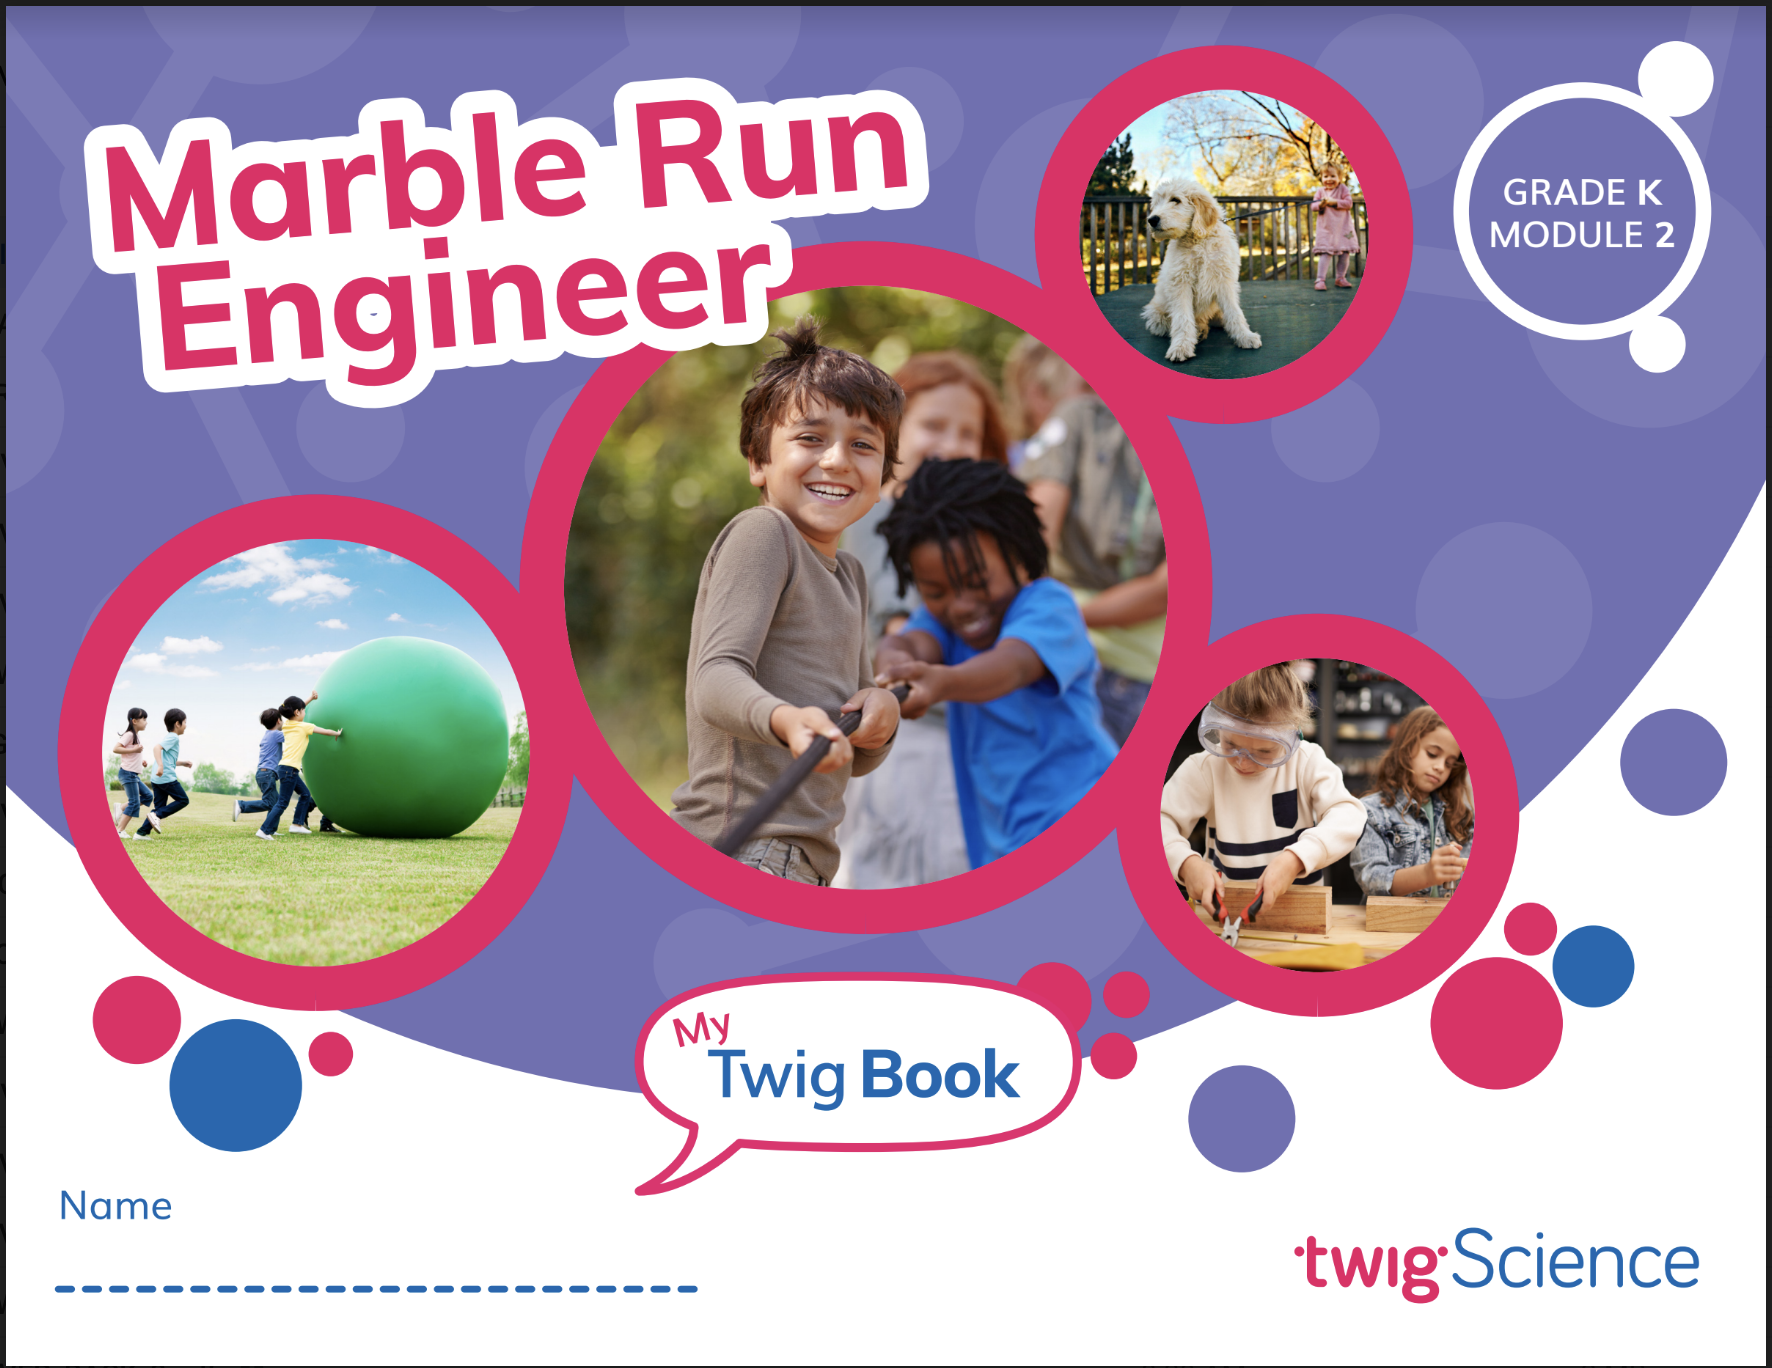 Marble Run
Engineer
GRADE K
MODULE 2
My
Twig Book
Name
twig Science